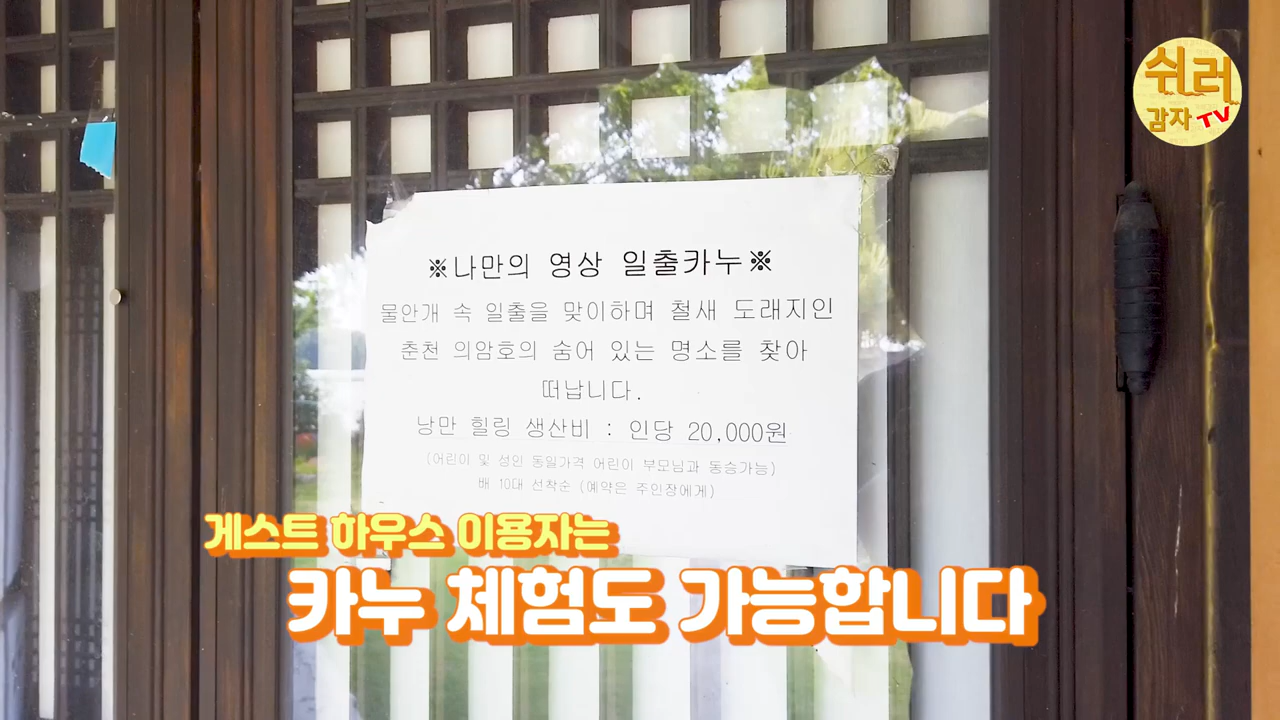 쉬러
감자 TV
※나만의 영상 일출카누※
물안개 속 일출을 맞이하며 철새 도래지인
춘천 의암호의 숨어 있는 명소를 찾아
떠납니다.
낭만 힐링 생산비 : 인당 20,000원
(어린이 및 성인 동일가격 어린이 부모님과 동승가능)
배 10대 선착순 (예약은 주인장에게)
게스트 하우스 이용자는
카누 체험도 가능합니다